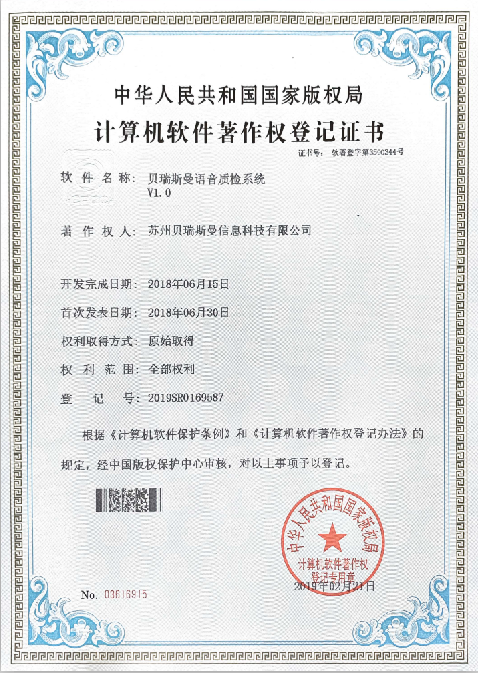 中华人民共和国国家版权局
计算机软件著作权登记证书
证书号： 软著登字第3590344号
软件名称： 贝瑞斯曼语音质检系统
V1.0
著作权人： 苏州贝瑞斯曼信息科技有限公司
开发完成日期： 2018年06月15日
首次发表日期： 2018年06月30日
权利取得方式： 原始取得
权利范围： 全部权利
登记号： 2019SR0169587
根据《计算机软件保护条例》和《计算机软件著作权登记办法》的
规定，经中国版权保护中心审核，对以上事项予以登记。
中华人民共和国国家版权局
计算机软件著作权
登记专用章
No. 03616915
2019年02月21日